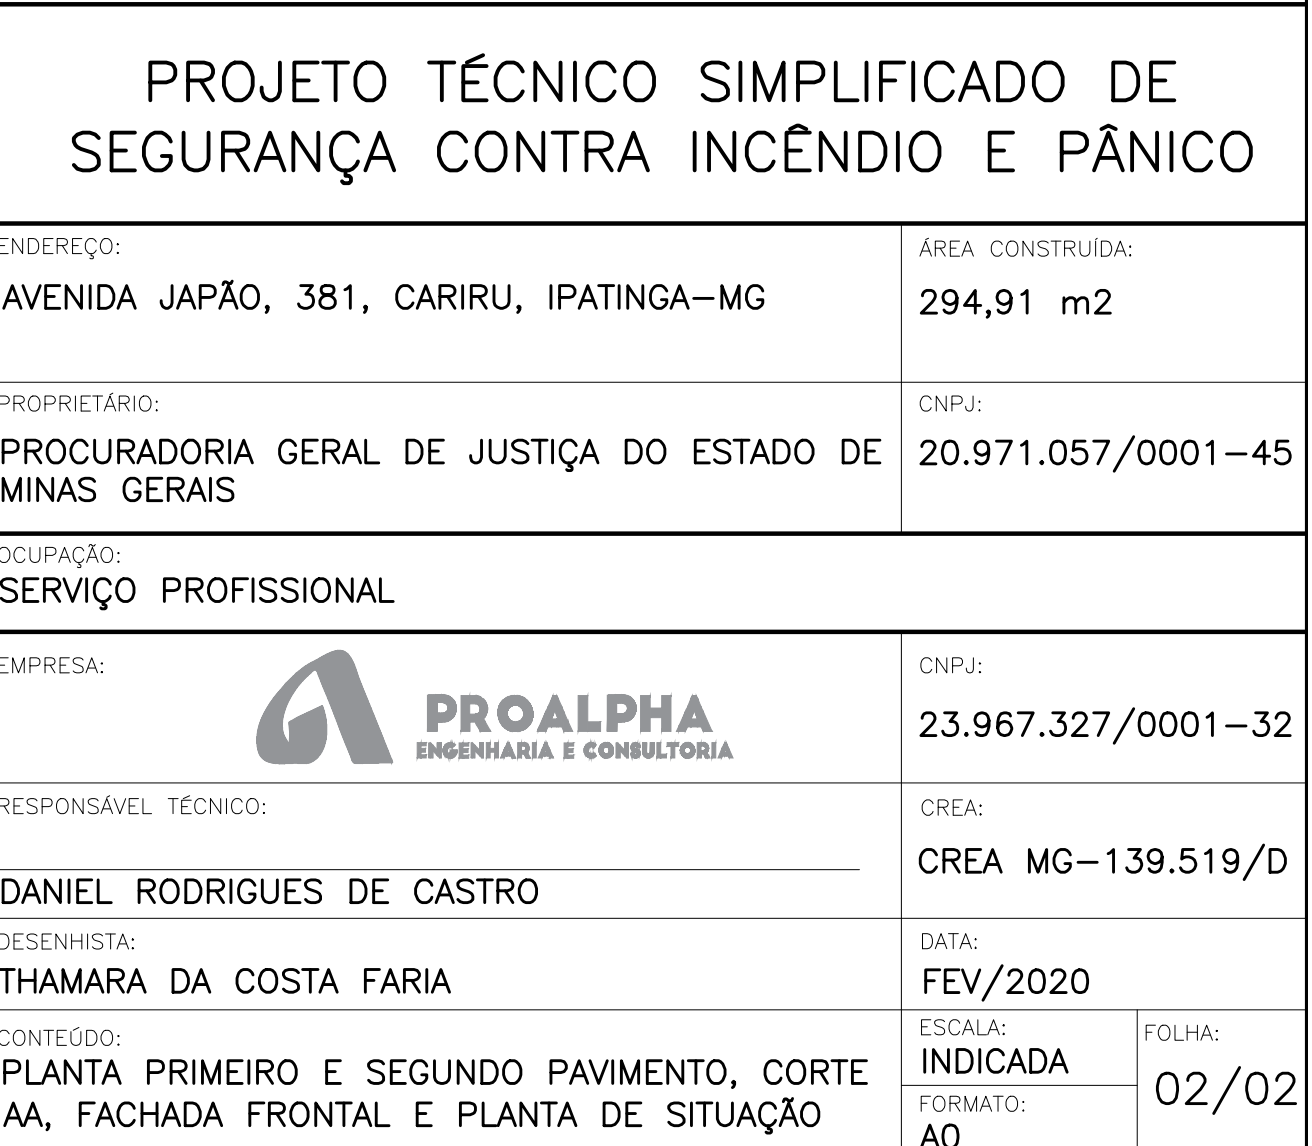 PROJETO TÉCNICO SIMPLIFICADO DE
SEGURANÇA CONTRA INCÊNDIO E PÂNICO
ENDEREÇO:
AVENIDA JAPÃO, 381, CARIRU, IPATINGA-MG
ÁREA CONSTRUÍDA:
294,91 m2
PROPRIETÁRIO:
PROCURADORIA GERAL DE JUSTIÇA DO ESTADO DE
MINAS GERAIS
CNPJ:
20.971.057/0001-45
OCUPAÇÃO:
SERVIÇO PROFISSIONAL
EMPRESA:
PROALPHA
ENGENHARIA E CONSULTORIA
CNPJ:
23.967.327/0001-32
RESPONSÁVEL TÉCNICO:
DANIEL RODRIGUES DE CASTRO
CREA:
CREA MG-139.519/D
DESENHISTA:
THAMARA DA COSTA FARIA
DATA:
FEV/2020
CONTEÚDO:
PLANTA PRIMEIRO E SEGUNDO PAVIMENTO, CORTE
AA, FACHADA FRONTAL E PLANTA DE SITUAÇÃO
ESCALA:
INDICADA
FORMATO:
A0
FOLHA:
02/02